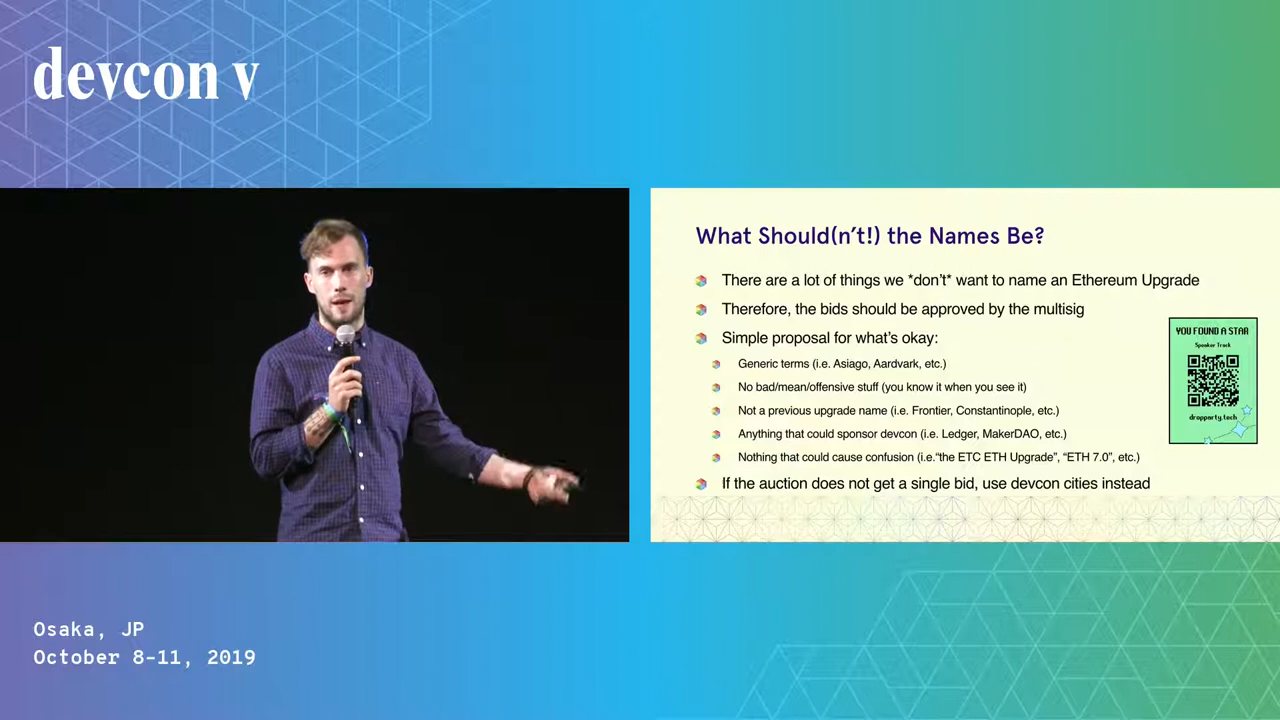 devcon v
What Should(n't!) the Names Be?
There are a lot of things we *don't* want to name an Ethereum Upgrade
Therefore, the bids should be approved by the multisig
Simple proposal for what's okay:
Generic terms (i.e. Asiago, Aardvark, etc.)
No bad/mean/offensive stuff (you know it when you see it)
Not a previous upgrade name (i.e. Frontier, Constantinople, etc.)
Anything that could sponsor devcon (i.e. Ledger, MakerDAO, etc.)
Nothing that could cause confusion (i.e."the ETC ETH Upgrade", "ETH 7.0", etc.)
If the auction does not get a single bid, use devcon cities instead
YOU FOUND A STAR
Speaker Track
dropparty.tech
Osaka, JP
October 8-11, 2019